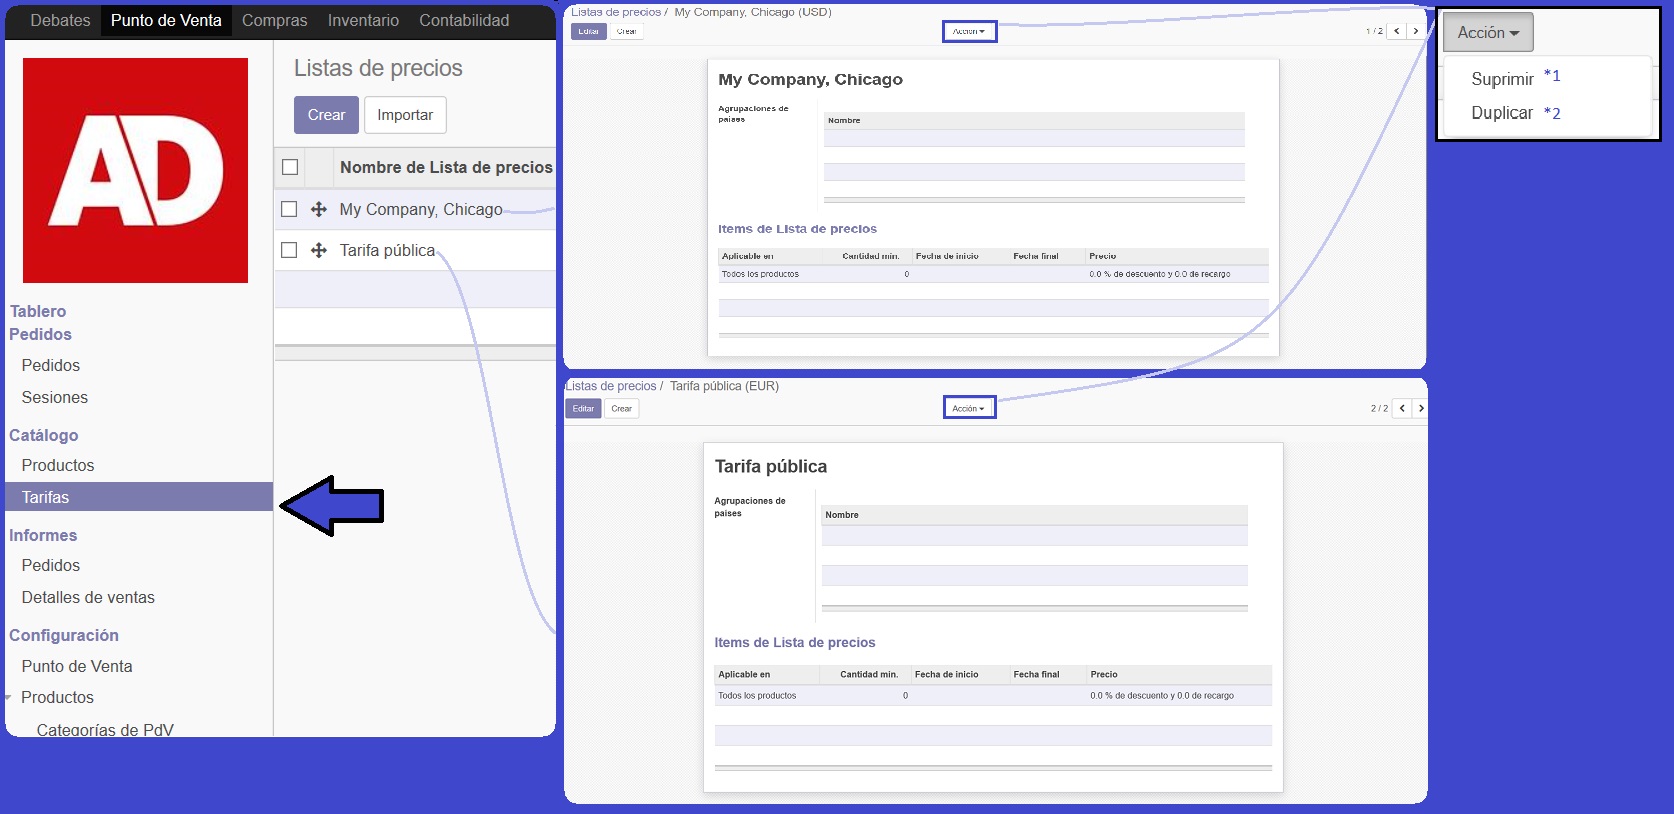 Debates Punto de Venta Compras Inventario Contabilidad
AD
Tablero
Pedidos
Pedidos
Sesiones
Catálogo
Productos
Tarifas
Informes
Pedidos
Detalles de ventas
Configuración
Punto de Venta
Productos
Categorías de PdV
Listas de precios
Crear Importar
Nombre de Lista de precios
My Company, Chicago
Tarifa pública
Listas de precios / My Company, Chicago (USD)
Editar Crear Acción 1 / 2
My Company, Chicago
Agrupaciones de
países
Nombre
Items de Lista de precios
Aplicable en Cantidad min. Fecha de inicio Fecha final Precio
Todos los productos 0 0.0 % de descuento y 0.0 de recargo
Listas de precios / Tarifa pública (EUR)
Editar Crear Acción 2 / 2
Tarifa pública
Agrupaciones de
países
Nombre
Items de Lista de precios
Aplicable en Cantidad min. Fecha de inicio Fecha final Precio
Todos los productos 0 0.0 % de descuento y 0.0 de recargo
Acción
Suprimir *1
Duplicar *2